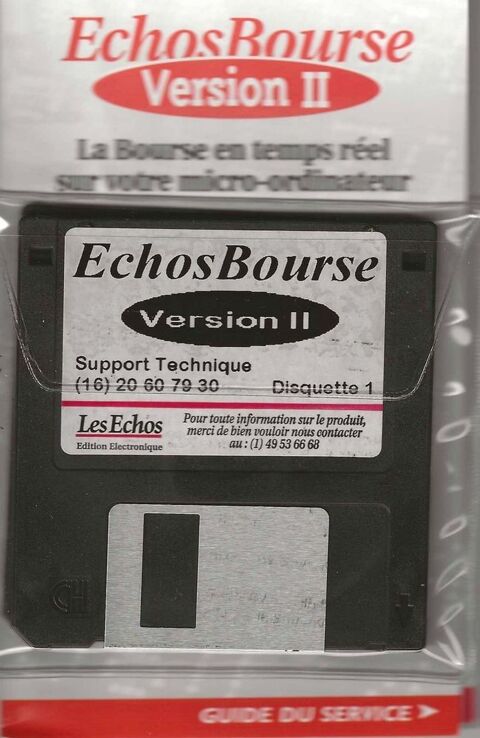 EchosBourse
Version II
La Bourse en temps réel
sur votre micro-ordinateur
EchosBourse
Version II
Support Technique
(16) 20 60 79 30 Disquette 1
Les Echos
Edition Electronique
Pour toute information sur le produit,
merci de bien vouloir nous contacter
au : (1) 49 53 66 68
GUIDE DU SERVICE